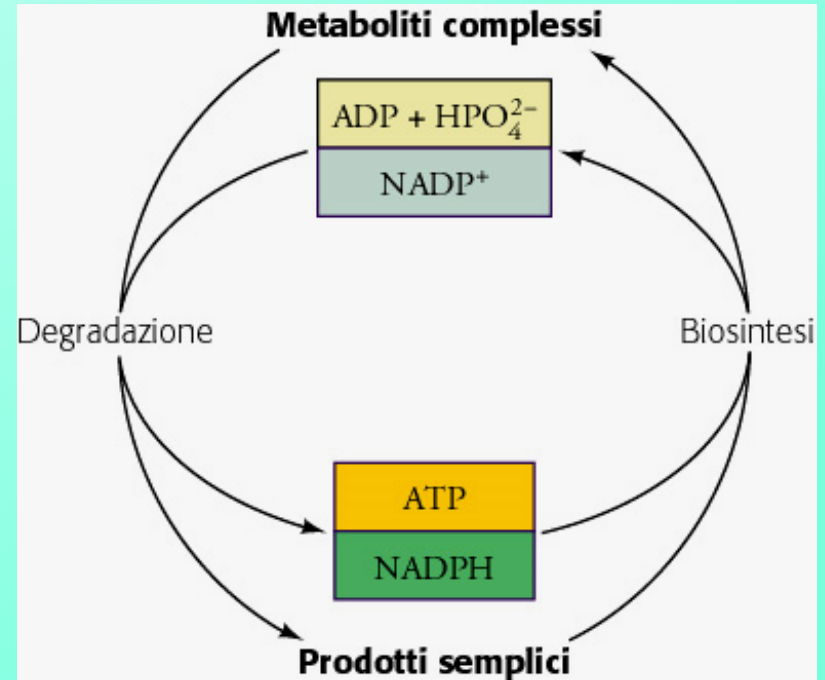 Metaboliti complessi
ADP + HPO₄²⁻
NADP⁺
Degradazione
Biosintesi
ATP
NADPH
Prodotti semplici